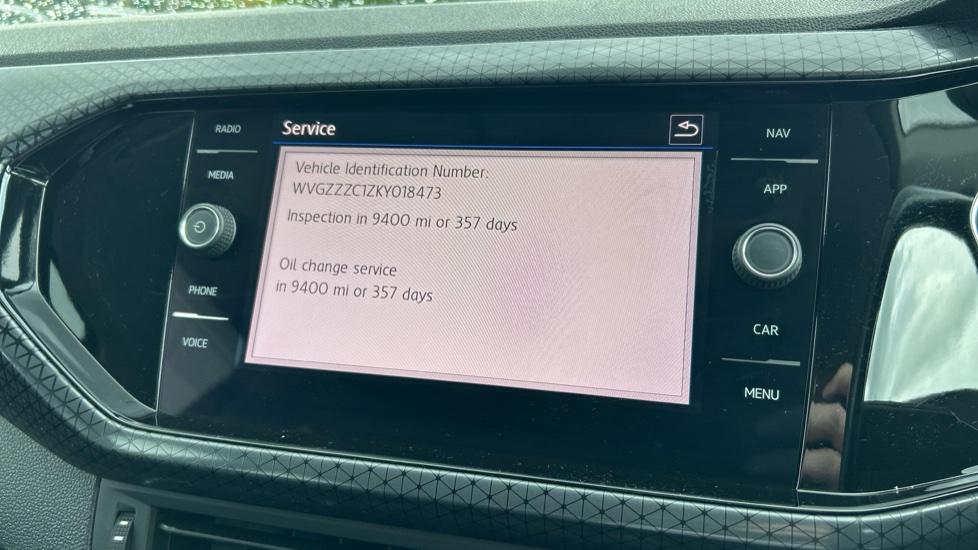 RADIO
MEDIA
PHONE
VOICE
Service
Vehicle Identification Number:
WVGZZZC1ZKY018473
Inspection in 9400 mi or 357 days
Oil change service
in 9400 mi or 357 days
NAV
APP
CAR
MENU